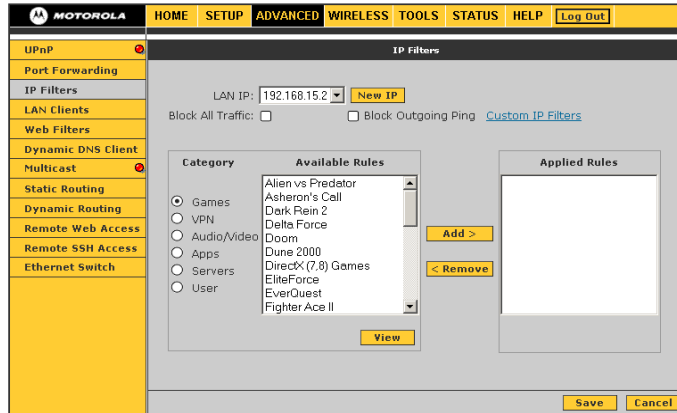 MOTOROLA HOME SETUP ADVANCED WIRELESS TOOLS STATUS HELP Log Out
UPnP
Port Forwarding
IP Filters
LAN Clients
Web Filters
Dynamic DNS Client
Multicast
Static Routing
Dynamic Routing
Remote Web Access
Remote SSH Access
Ethernet Switch
IP Filters
LAN IP: 192.168.15.2 New IP
Block All Traffic: Block Outgoing Ping Custom IP Filters
Category
Games
VPN
Audio/Video
Apps
Servers
User
Available Rules
Alien vs Predator
Asheron's Call
Dark Rein 2
Delta Force
Doom
Dune 2000
DirectX (7,8) Games
EliteForce
EverQuest
Fighter Ace II
View
Add >
< Remove
Applied Rules
Save Cancel